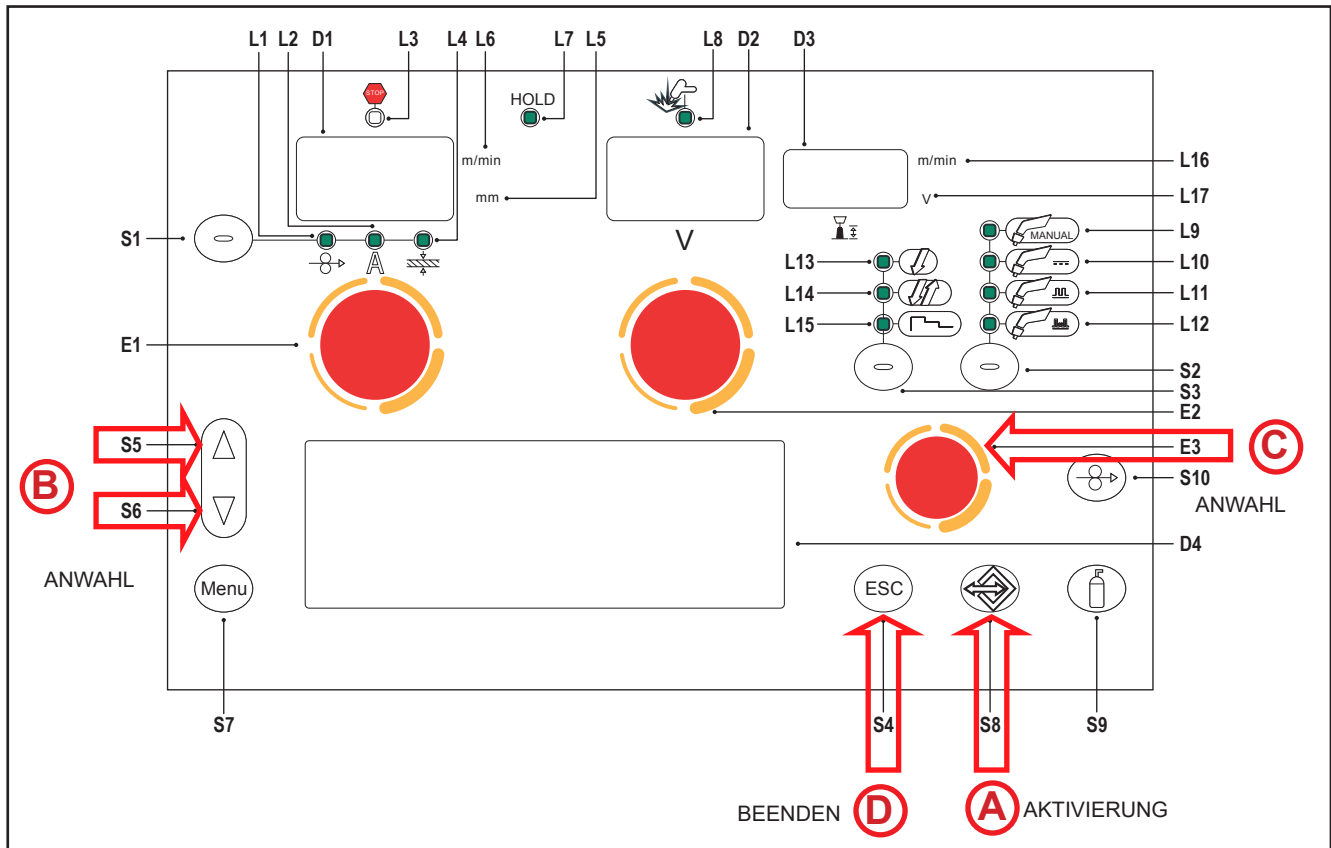 L1 L2 D1 L3 L4 L6 L7 L5 L8 D2 D3
STOP
HOLD
m/min
mm
m/min
V
L16
L17
S1
A
V
MANUAL
L9
L13
L10
L14
L11
L15
L12
E1
S2
S3
E2
S5
E3
C
B
S10
S6
ANWAHL
D4
ANWAHL
Menu
ESC
S7
S4
S8
S9
BEENDEN D A AKTIVIERUNG